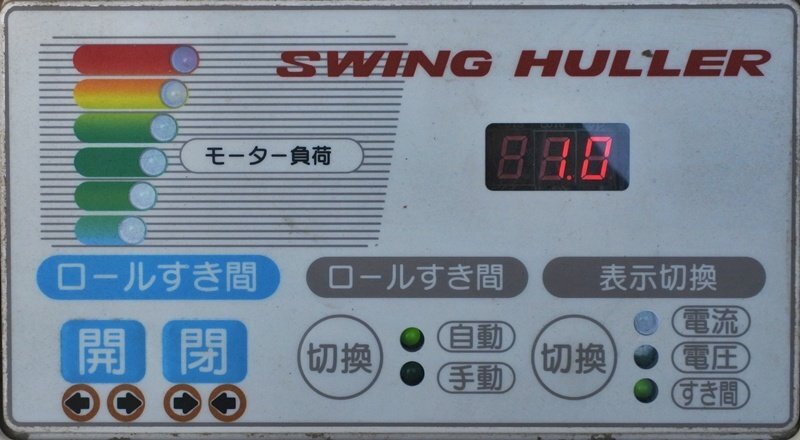 SWING HULLER
モーター負荷
1.0
ロールすき間
ロールすき間
表示切換
開
閉
切換
自動
手動
切換
電流
電圧
すき間